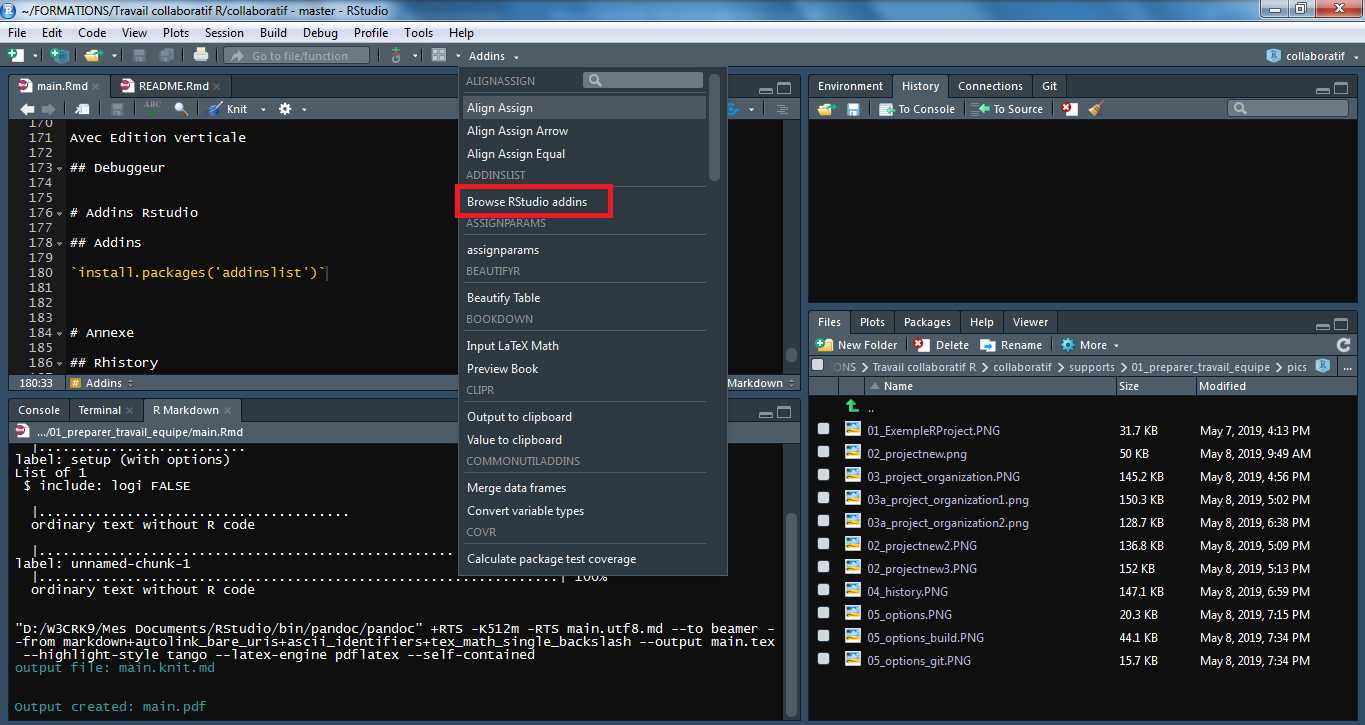 ~/FORMATIONS/Travail collaboratif R/collaboratif - master - RStudio
File Edit Code View Plots Session Build Debug Profile Tools Help
Go to file/function Addins collaboratif
main.Rmd README.Rmd
ABC Knit
170
171 Avec Edition verticale
172
173 ## Debuggeur
174
175
176 # Addins Rstudio
177
178 ## Addins
179
180 `install.packages('addinslist')`
181
182
183
184 # Annexe
185
186 ## Rhistory
180:33 # Addins Markdown
ALIGNASSIGN
Align Assign
Align Assign Arrow
Align Assign Equal
ADDINSLIST
Browse RStudio addins
ASSIGNPARAMS
assignparams
BEAUTIFYR
Beautify Table
BOOKDOWN
Input LaTeX Math
Preview Book
CLIPR
Output to clipboard
Value to clipboard
COMMONUTILADDINS
Merge data frames
Convert variable types
COVR
Calculate package test coverage
Console Terminal R Markdown
.../01_preparer_travail_equipe/main.Rmd
|..........................
label: setup (with options)
List of 1
$ include: logi FALSE
|.......................................
ordinary text without R code
|....................................................
label: unnamed-chunk-1
|.................................................................| 100%
ordinary text without R code
"D:/W3CRK9/Mes Documents/RStudio/bin/pandoc/pandoc" +RTS -K512m -RTS main.utf8.md --to beamer -
-from markdown+autolink_bare_uris+ascii_identifiers+tex_math_single_backslash --output main.tex
--highlight-style tango --latex-engine pdflatex --self-contained
output file: main.knit.md
Output created: main.pdf
Environment History Connections Git
To Console To Source
Files Plots Packages Help Viewer
New Folder Delete Rename More
IONS Travail collaboratif R collaboratif supports 01_preparer_travail_equipe pics ...
Name Size Modified
..
01_ExempleRProject.PNG 31.7 KB May 7, 2019, 4:13 PM
02_projectnew.png 50 KB May 8, 2019, 9:49 AM
03_project_organization.PNG 145.2 KB May 8, 2019, 4:56 PM
03a_project_organization1.png 150.3 KB May 8, 2019, 5:02 PM
03a_project_organization2.png 128.7 KB May 8, 2019, 6:38 PM
02_projectnew2.PNG 136.8 KB May 8, 2019, 5:09 PM
02_projectnew3.PNG 152 KB May 8, 2019, 5:13 PM
04_history.PNG 147.1 KB May 8, 2019, 6:59 PM
05_options.PNG 20.3 KB May 8, 2019, 7:15 PM
05_options_build.PNG 44.1 KB May 8, 2019, 7:34 PM
05_options_git.PNG 15.7 KB May 8, 2019, 7:34 PM